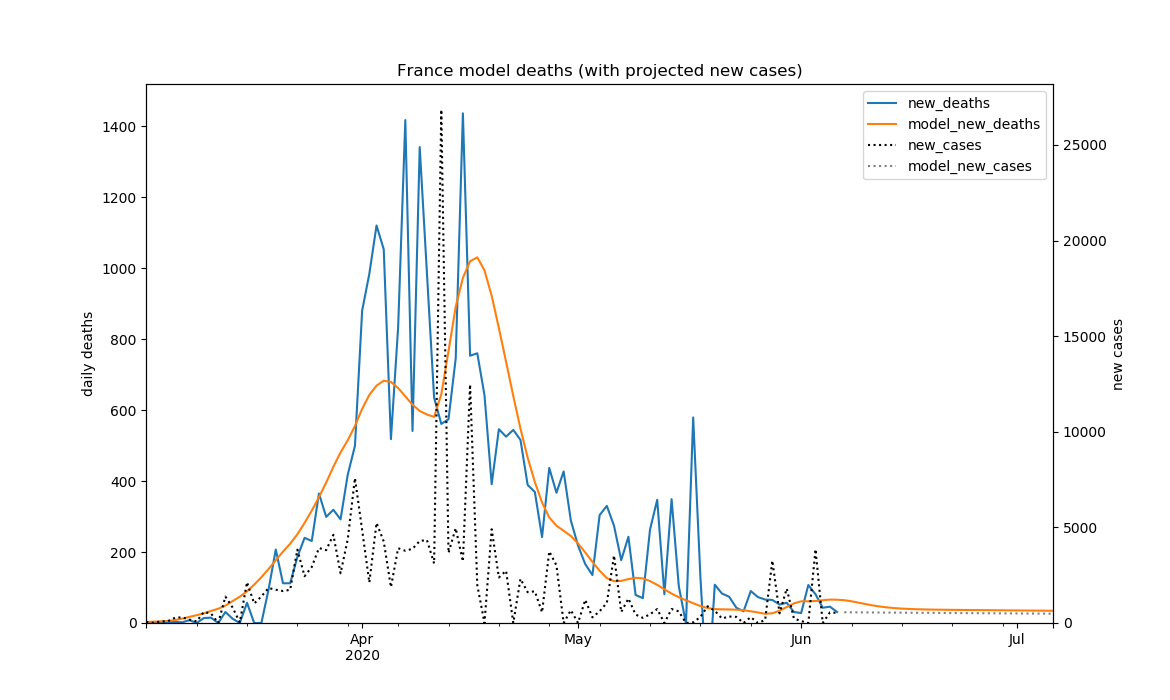 France model deaths (with projected new cases)
new_deaths
model_new_deaths
new_cases
model_new_cases
daily deaths
1400
1200
1000
800
600
400
200
0
new cases
25000
20000
15000
10000
5000
0
Apr
2020
May
Jun
Jul